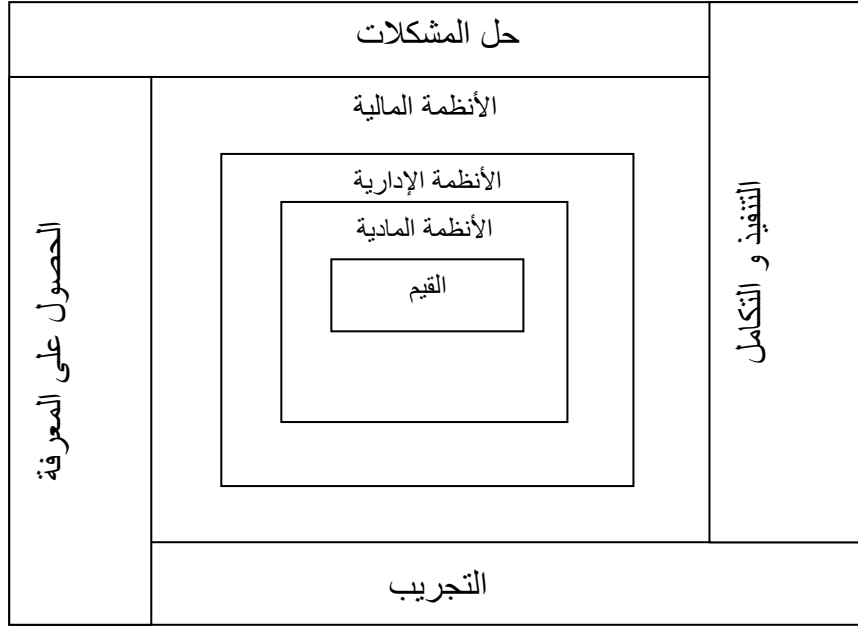 حل المشكلات
الأنظمة المالية
الأنظمة الإدارية
الأنظمة المادية
القيم
التنفيذ و التكامل
الحصول على المعرفة
التجريب